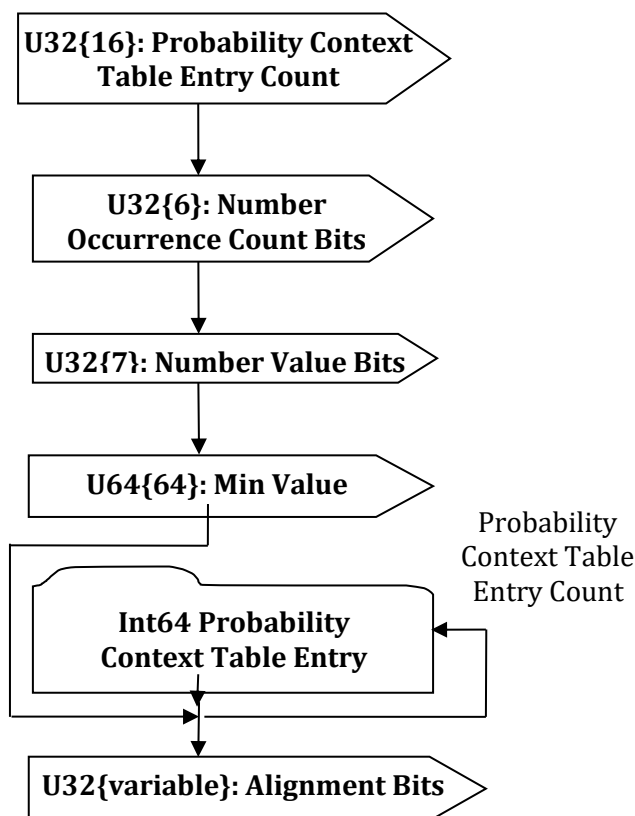 U32{16}: Probability Context
Table Entry Count
U32{6}: Number
Occurrence Count Bits
U32{7}: Number Value Bits
U64{64}: Min Value
Probability
Context Table
Entry Count
Int64 Probability
Context Table Entry
U32{variable}: Alignment Bits